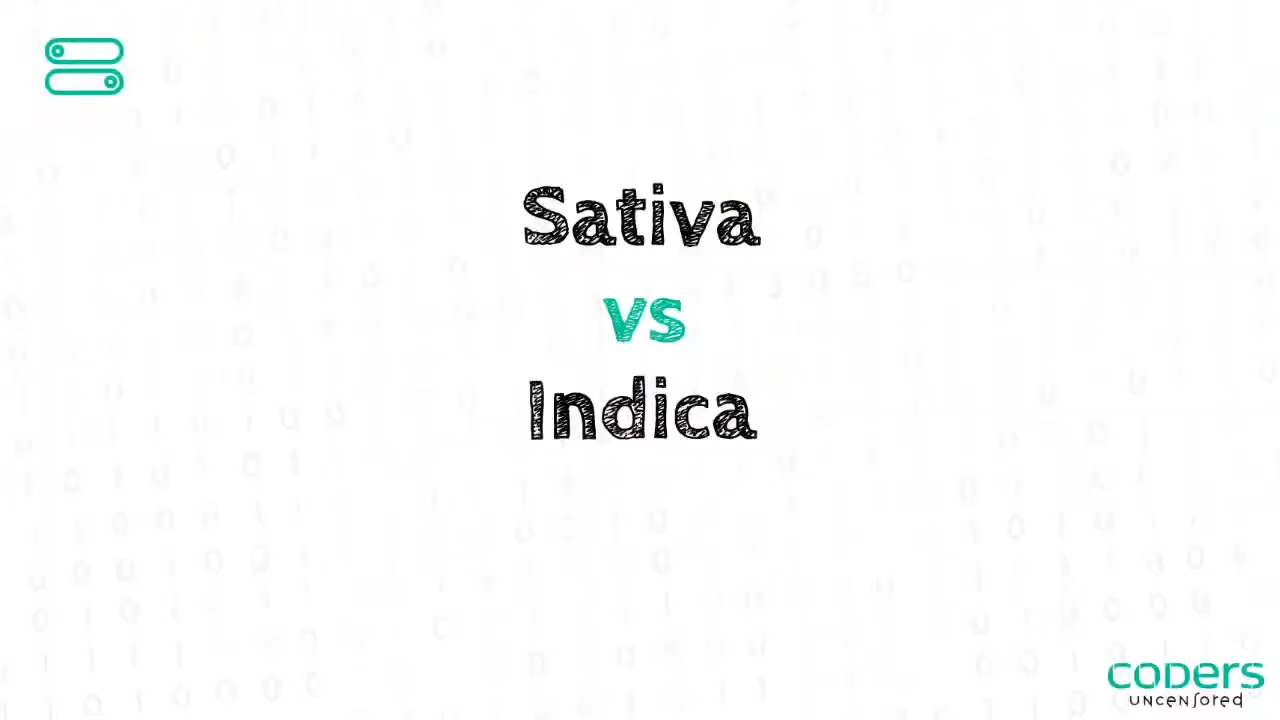 Sativa
vs
Indica
coders
uncensored